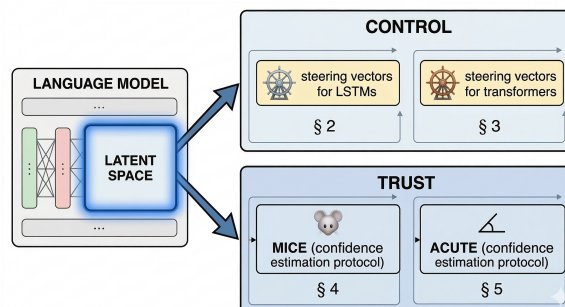 LANGUAGE MODEL
...
LATENT
SPACE
...
CONTROL
steering vectors
for LSTMs
§ 2
steering vectors
for transformers
§ 3
TRUST
MICE (confidence
estimation protocol)
§ 4
ACUTE (confidence
estimation protocol)
§ 5